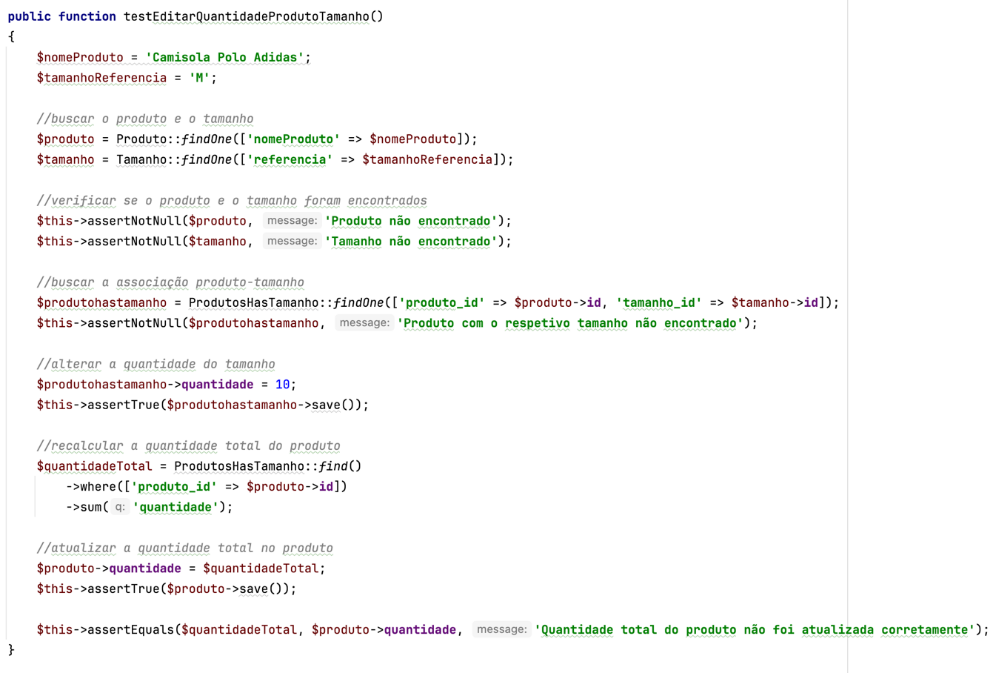 public function testEditarQuantidadeProdutoTamanho()
{
    $nomeProduto = 'Camisola Polo Adidas';
    $tamanhoReferencia = 'M';

    //buscar o produto e o tamanho
    $produto = Produto::findOne(['nomeProduto' => $nomeProduto]);
    $tamanho = Tamanho::findOne(['referencia' => $tamanhoReferencia]);

    //verificar se o produto e o tamanho foram encontrados
    $this->assertNotNull($produto, message: 'Produto não encontrado');
    $this->assertNotNull($tamanho, message: 'Tamanho não encontrado');

    //buscar a associação produto-tamanho
    $produtohastamanho = ProdutosHasTamanho::findOne(['produto_id' => $produto->id, 'tamanho_id' => $tamanho->id]);
    $this->assertNotNull($produtohastamanho, message: 'Produto com o respetivo tamanho não encontrado');

    //alterar a quantidade do tamanho
    $produtohastamanho->quantidade = 10;
    $this->assertTrue($produtohastamanho->save());

    //recalcular a quantidade total do produto
    $quantidadeTotal = ProdutosHasTamanho::find()
        ->where(['produto_id' => $produto->id])
        ->sum( q: 'quantidade');

    //atualizar a quantidade total no produto
    $produto->quantidade = $quantidadeTotal;
    $this->assertTrue($produto->save());

    $this->assertEquals($quantidadeTotal, $produto->quantidade, message: 'Quantidade total do produto não foi atualizada corretamente');
}